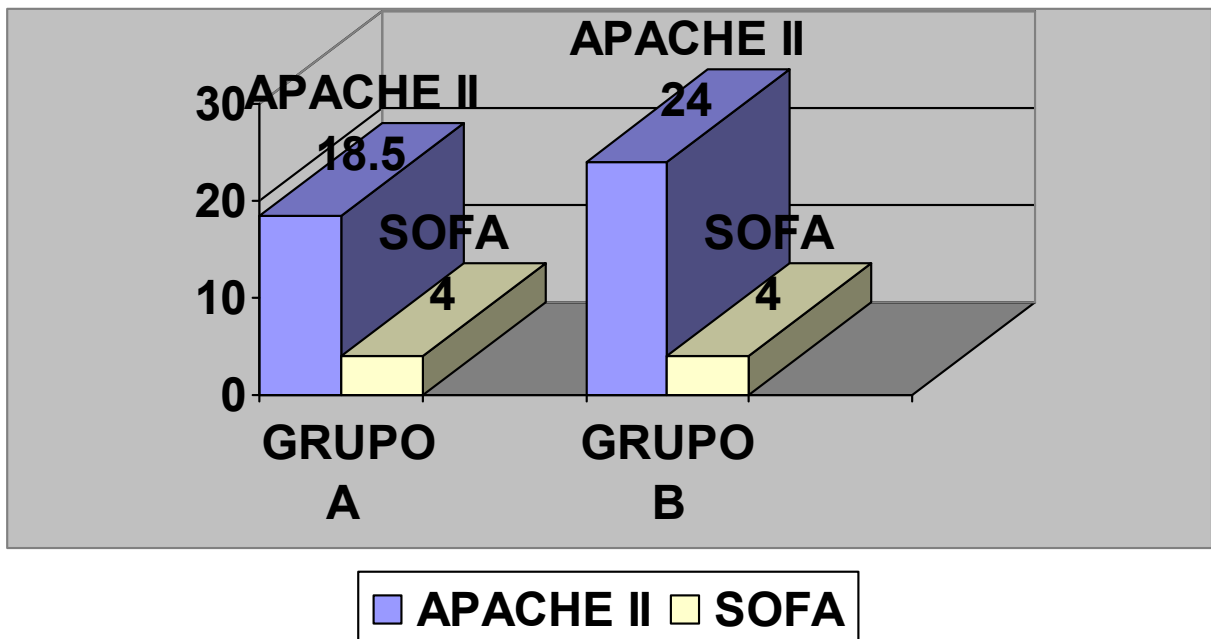 APACHE II
24
APACHE II
18.5
SOFA
4
SOFA
4
30
20
10
0
GRUPO
A
GRUPO
B
APACHE II
SOFA